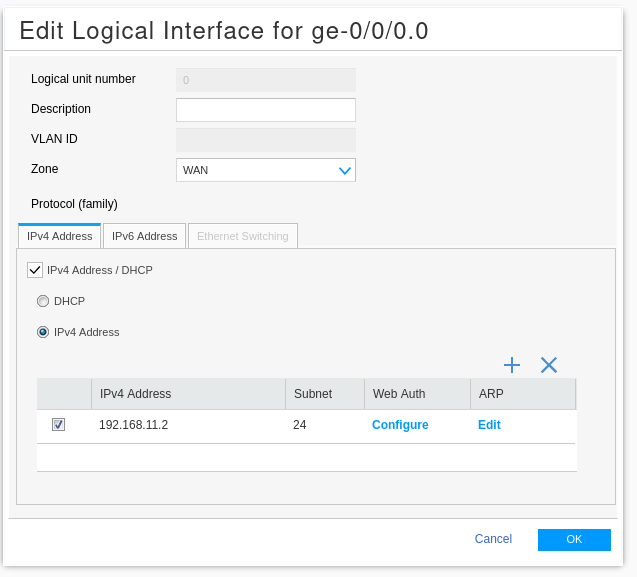 Edit Logical Interface for ge-0/0/0.0
Logical unit number 0
Description
VLAN ID
Zone WAN
Protocol (family)
IPv4 Address IPv6 Address Ethernet Switching
IPv4 Address / DHCP
DHCP
IPv4 Address
IPv4 Address Subnet Web Auth ARP
192.168.11.2 24 Configure Edit
Cancel OK